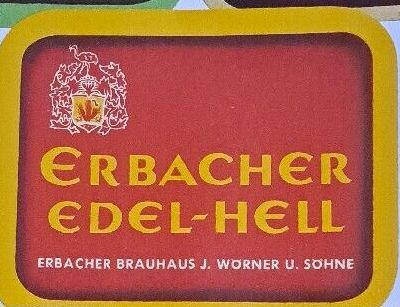 ERBACHER
EDEL-HELL
ERBACHER BRAUHAUS J. WÖRNER U. SÖHNE